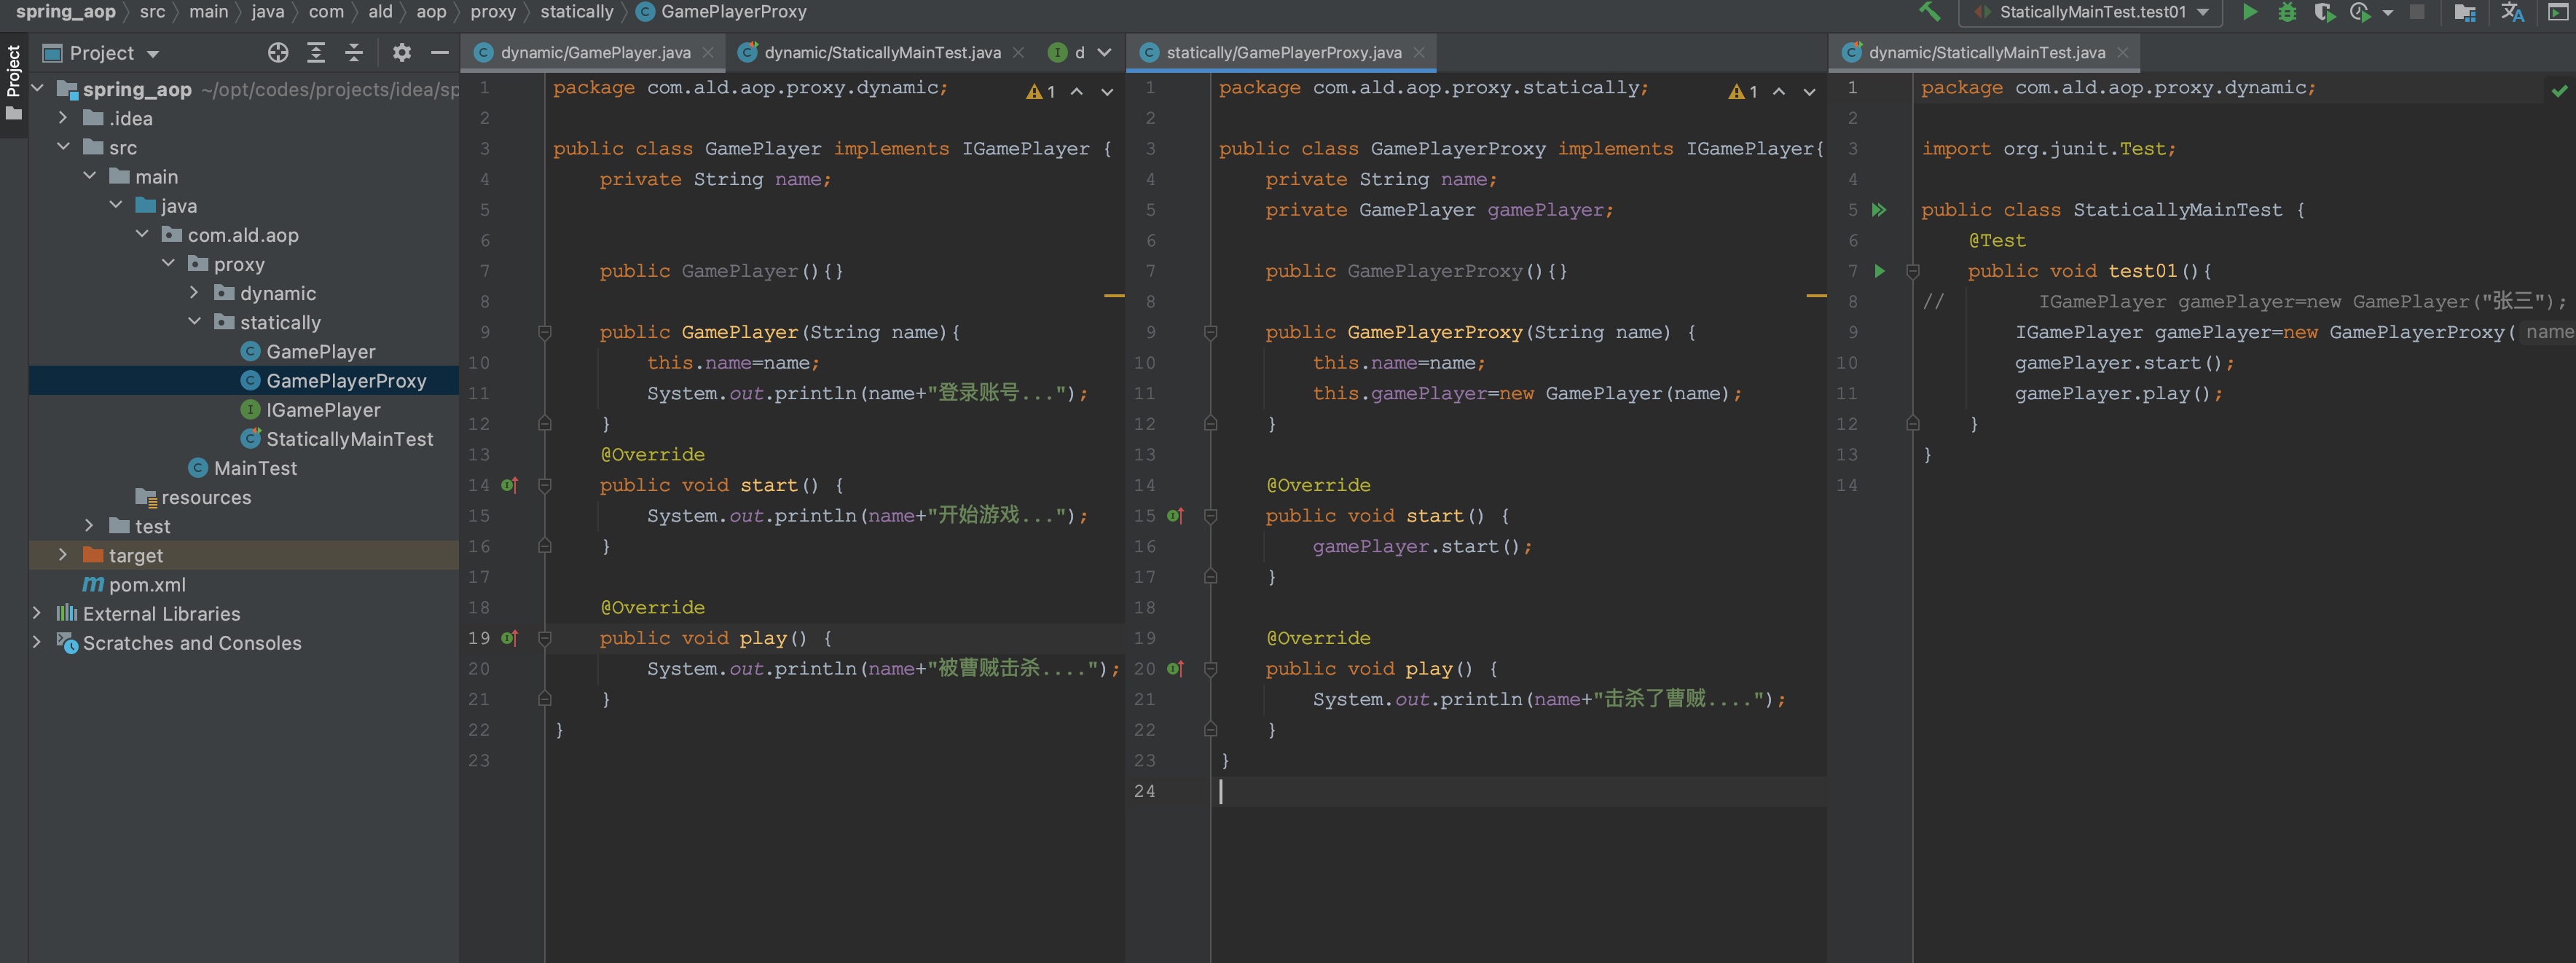 spring_aop src main java com ald aop proxy statically GamePlayerProxy
StaticallyMainTest.test01
Project
Project
spring_aop ~/opt/codes/projects/idea/sp
.idea
src
main
java
com.ald.aop
proxy
dynamic
statically
GamePlayer
GamePlayerProxy
IGamePlayer
StaticallyMainTest
MainTest
resources
test
target
pom.xml
External Libraries
Scratches and Consoles
dynamic/GamePlayer.java dynamic/StaticallyMainTest.java d
1 package com.ald.aop.proxy.dynamic; 1
2
3 public class GamePlayer implements IGamePlayer {
4 private String name;
5
6
7 public GamePlayer(){}
8
9 public GamePlayer(String name){
10 this.name=name;
11 System.out.println(name+"登录账号...");
12 }
13 @Override
14 public void start() {
15 System.out.println(name+"开始游戏...");
16 }
17
18 @Override
19 public void play() {
20 System.out.println(name+"被曹贼击杀....");
21 }
22 }
23
statically/GamePlayerProxy.java
1 package com.ald.aop.proxy.statically; 1
2
3 public class GamePlayerProxy implements IGamePlayer{
4 private String name;
5 private GamePlayer gamePlayer;
6
7 public GamePlayerProxy(){}
8
9 public GamePlayerProxy(String name) {
10 this.name=name;
11 this.gamePlayer=new GamePlayer(name);
12 }
13
14 @Override
15 public void start() {
16 gamePlayer.start();
17 }
18
19 @Override
20 public void play() {
21 System.out.println(name+"击杀了曹贼....");
22 }
23 }
24
dynamic/StaticallyMainTest.java
1 package com.ald.aop.proxy.dynamic;
2
3 import org.junit.Test;
4
5 public class StaticallyMainTest {
6 @Test
7 public void test01(){
8 // IGamePlayer gamePlayer=new GamePlayer("张三");
9 IGamePlayer gamePlayer=new GamePlayerProxy( name
10 gamePlayer.start();
11 gamePlayer.play();
12 }
13 }
14